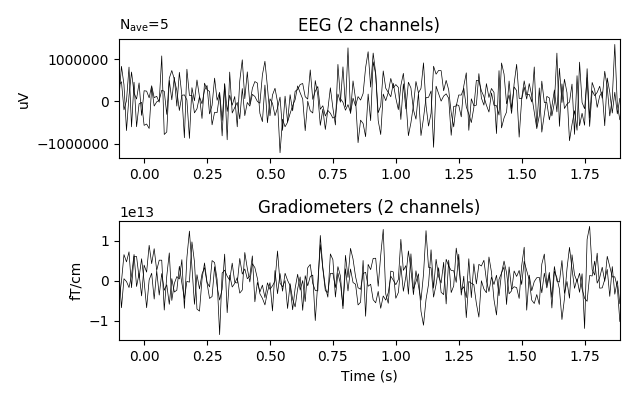 N_ave=5
EEG (2 channels)
1000000
0
−1000000
uV
0.00 0.25 0.50 0.75 1.00 1.25 1.50 1.75
1e13
Gradiometers (2 channels)
1
0
−1
fT/cm
0.00 0.25 0.50 0.75 1.00 1.25 1.50 1.75
Time (s)